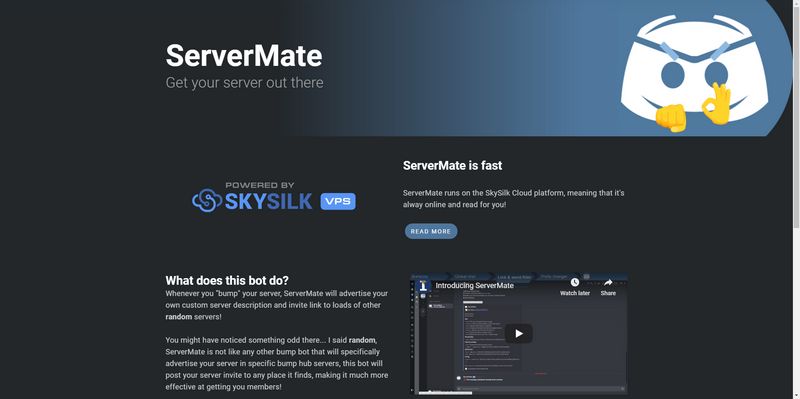 ServerMate
Get your server out there
POWERED BY
SKYSILK VPS
ServerMate is fast
ServerMate runs on the SkySilk Cloud platform, meaning that it's
alway online and read for you!
READ MORE
What does this bot do?
Whenever you "bump" your server, ServerMate will advertise your
own custom server description and invite link to loads of other
random servers!
You might have noticed something odd there... I said random,
ServerMate is not like any other bump bot that will specifically
advertise your server in specific bump hub servers, this bot will
post your server invite to any place it finds, making it much more
effective at getting you members!
Introducing ServerMate
Watch later
Share